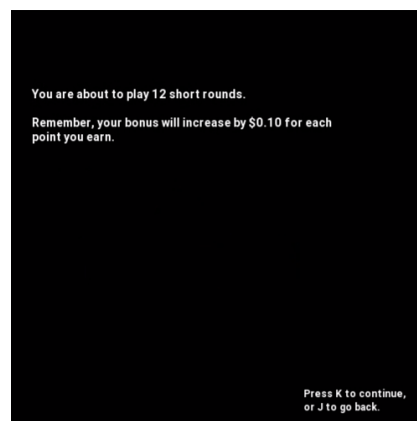 You are about to play 12 short rounds.
Remember, your bonus will increase by $0.10 for each
point you earn.
Press K to continue,
or J to go back.